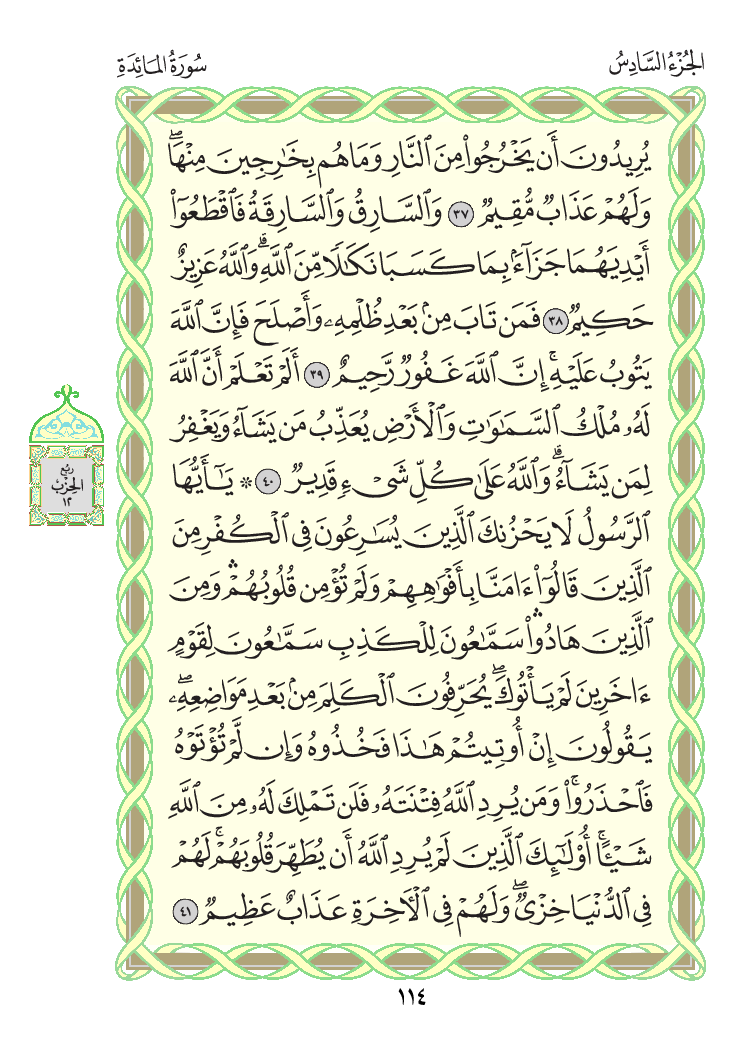 الجُزْءُ السَّادِسُ
سُورَةُ المَائِدَةِ
يُرِيدُونَ أَن يَخْرُجُواْ مِنَ ٱلنَّارِ وَمَا هُم بِخَٰرِجِينَ مِنْهَاۖ
وَلَهُمْ عَذَابٌ مُّقِيمٌ ٣٧ وَٱلسَّارِقُ وَٱلسَّارِقَةُ فَٱقْطَعُوٓاْ
أَيْدِيَهُمَا جَزَآءَۢ بِمَا كَسَبَا نَكَٰلًا مِّنَ ٱللَّهِۗ وَٱللَّهُ عَزِيزٌ
حَكِيمٌ ٣٨ فَمَن تَابَ مِنۢ بَعْدِ ظُلْمِهِۦ وَأَصْلَحَ فَإِنَّ ٱللَّهَ
يَتُوبُ عَلَيْهِۚ إِنَّ ٱللَّهَ غَفُورٌ رَّحِيمٌ ٣٩ أَلَمْ تَعْلَمْ أَنَّ ٱللَّهَ
لَهُۥ مُلْكُ ٱلسَّمَٰوَٰتِ وَٱلْأَرْضِ يُعَذِّبُ مَن يَشَآءُ وَيَغْفِرُ
لِمَن يَشَآءُۗ وَٱللَّهُ عَلَىٰ كُلِّ شَىْءٍ قَدِيرٌ ٤٠ ۞ يَٰٓأَيُّهَا
ٱلرَّسُولُ لَا يَحْزُنكَ ٱلَّذِينَ يُسَٰرِعُونَ فِى ٱلْكُفْرِ مِنَ
ٱلَّذِينَ قَالُوٓاْ ءَامَنَّا بِأَفْوَٰهِهِمْ وَلَمْ تُؤْمِن قُلُوبُهُمْۛ وَمِنَ
ٱلَّذِينَ هَادُواْۛ سَمَّٰعُونَ لِلْكَذِبِ سَمَّٰعُونَ لِقَوْمٍ
ءَاخَرِينَ لَمْ يَأْتُوكَۖ يُحَرِّفُونَ ٱلْكَلِمَ مِنۢ بَعْدِ مَوَاضِعِهِۦۖ
يَقُولُونَ إِنْ أُوتِيتُمْ هَٰذَا فَخُذُوهُ وَإِن لَّمْ تُؤْتَوْهُ
فَٱحْذَرُواْۚ وَمَن يُرِدِ ٱللَّهُ فِتْنَتَهُۥ فَلَن تَمْلِكَ لَهُۥ مِنَ ٱللَّهِ
شَيْـًٔاۚ أُوْلَٰٓئِكَ ٱلَّذِينَ لَمْ يُرِدِ ٱللَّهُ أَن يُطَهِّرَ قُلُوبَهُمْۚ لَهُمْ
فِى ٱلدُّنْيَا خِزْىٌۖ وَلَهُمْ فِى ٱلْأَخِرَةِ عَذَابٌ عَظِيمٌ ٤١
رُبُع
الحِزْبِ
١٢
١١٤